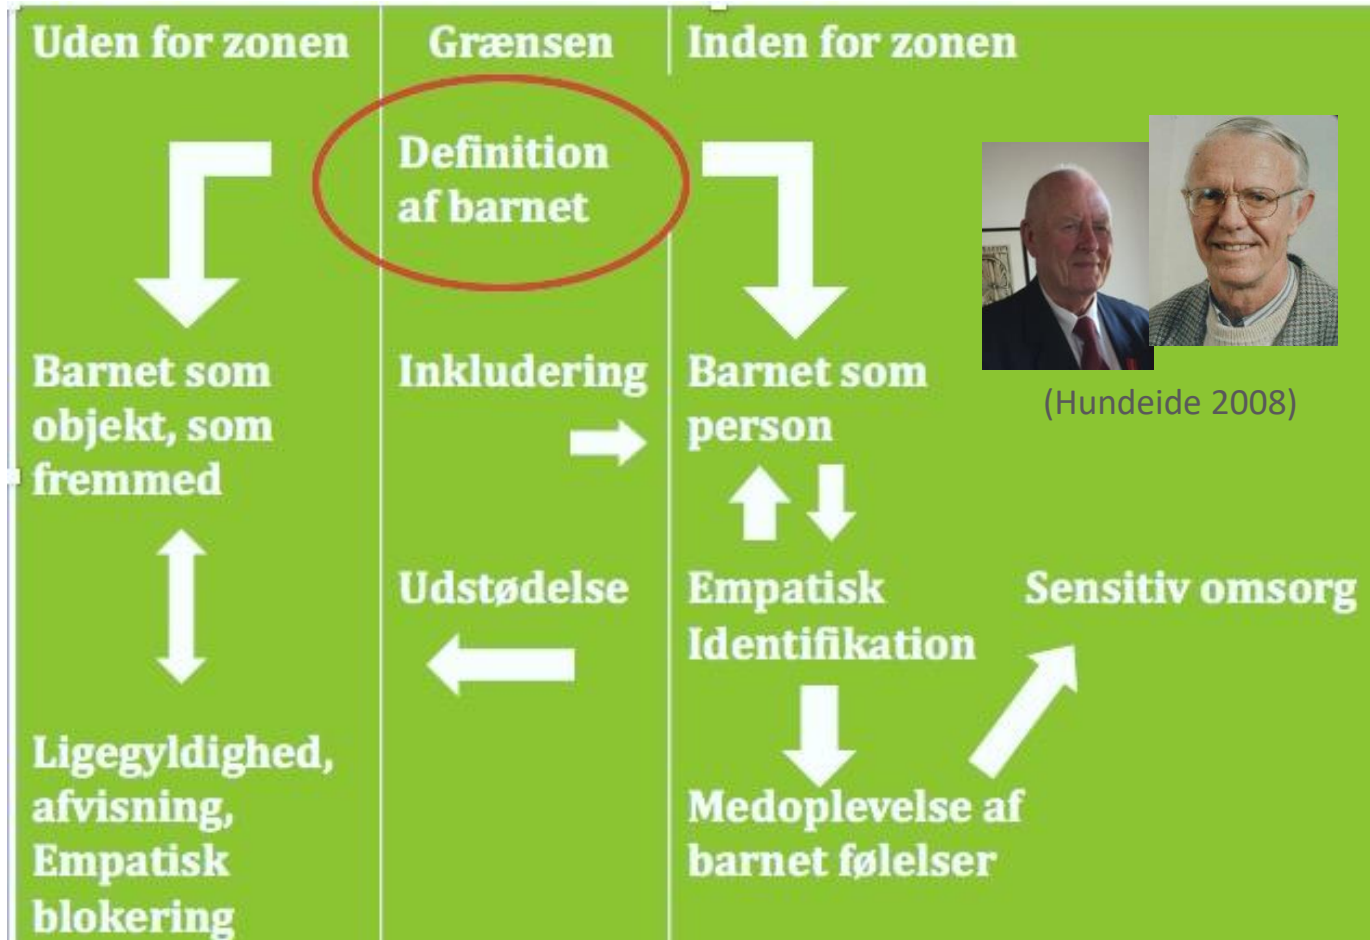 Uden for zonen
Grænsen
Inden for zonen
Definition
af barnet
Barnet som
objekt, som
fremmed
Inkludering
Barnet som
person
(Hundeide 2008)
Udstødelse
Empatisk
Identifikation
Sensitiv omsorg
Ligegyldighed,
afvisning,
Empatisk
blokering
Medoplevelse af
barnet følelser